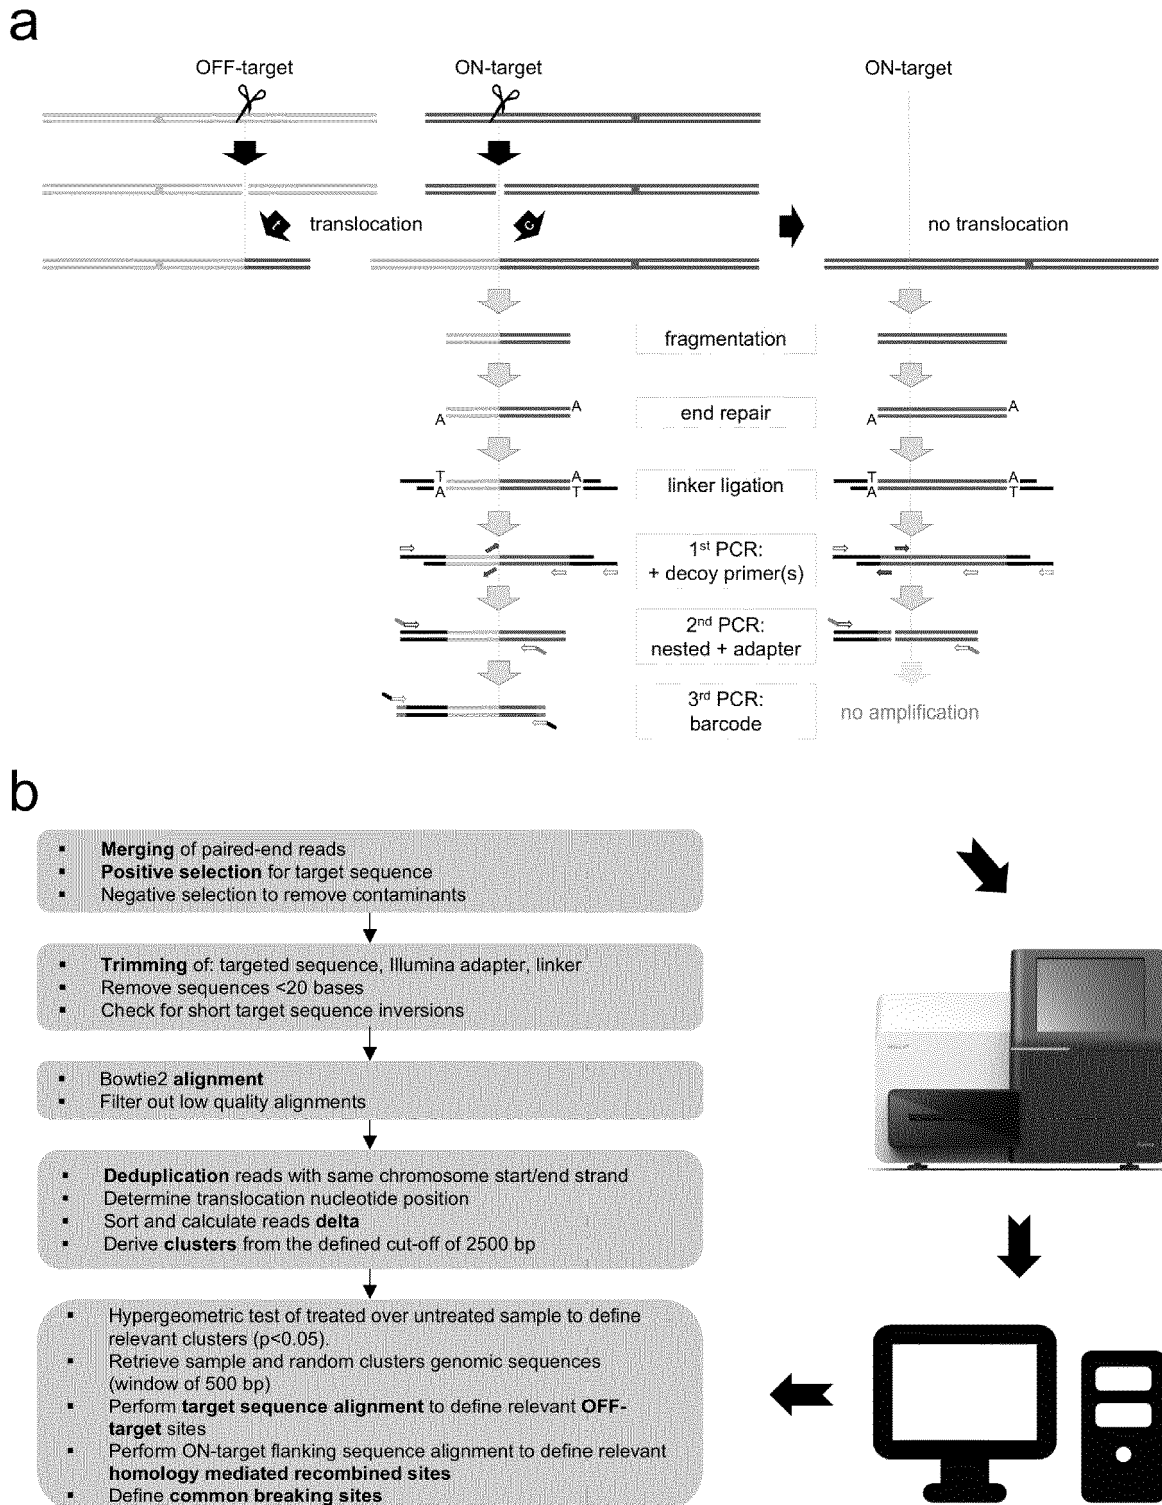 a
OFF-target
ON-target
ON-target
t
translocation
c
no translocation
fragmentation
A
A
end repair
A
A
T
A
A
T
linker ligation
T
A
A
T
1st PCR:
+ decoy primer(s)
2nd PCR:
nested + adapter
3rd PCR:
barcode
no amplification
b
▪ Merging of paired-end reads
▪ Positive selection for target sequence
▪ Negative selection to remove contaminants
▪ Trimming of: targeted sequence, Illumina adapter, linker
▪ Remove sequences <20 bases
▪ Check for short target sequence inversions
▪ Bowtie2 alignment
▪ Filter out low quality alignments
▪ Deduplication reads with same chromosome start/end strand
▪ Determine translocation nucleotide position
▪ Sort and calculate reads delta
▪ Derive clusters from the defined cut-off of 2500 bp
▪ Hypergeometric test of treated over untreated sample to define
relevant clusters (p<0.05).
▪ Retrieve sample and random clusters genomic sequences
(window of 500 bp)
▪ Perform target sequence alignment to define relevant OFF-
target sites
▪ Perform ON-target flanking sequence alignment to define relevant
homology mediated recombined sites
▪ Define common breaking sites